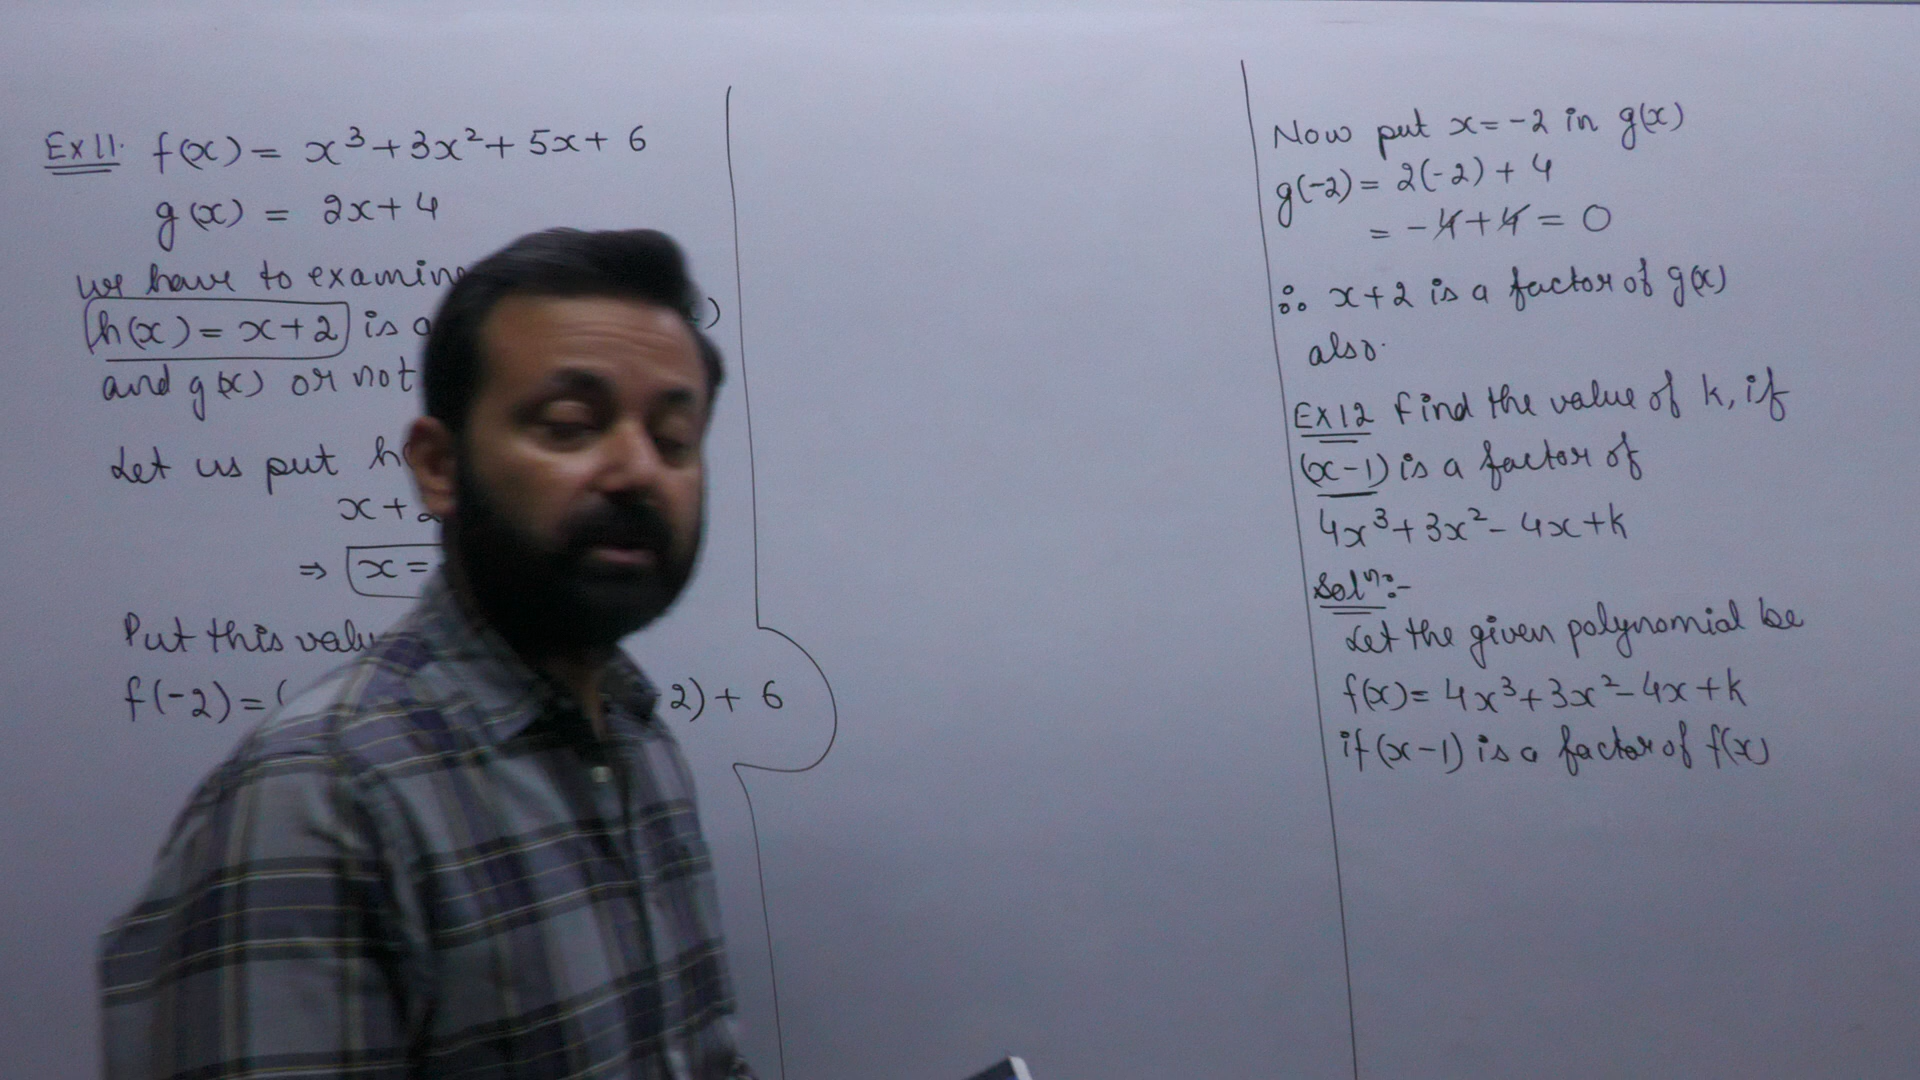 Ex 11. f(x) = x³ + 3x² + 5x + 6
g(x) = 2x + 4
we have to examine
h(x) = x + 2 is a )
and g(x) or not
Let us put h
x +
⇒ x =
Put this
f(-2) = ( 2) + 6
Now put x = -2 in g(x)
g(-2) = 2(-2) + 4
= -4 + 4 = 0
∴ x + 2 is a factor of g(x)
also.
Ex 12 Find the value of k, if
(x-1) is a factor of
4x³ + 3x² - 4x + k
Solⁿ:-
Let the given polynomial be
f(x) = 4x³ + 3x² - 4x + k
if (x-1) is a factor of f(x)